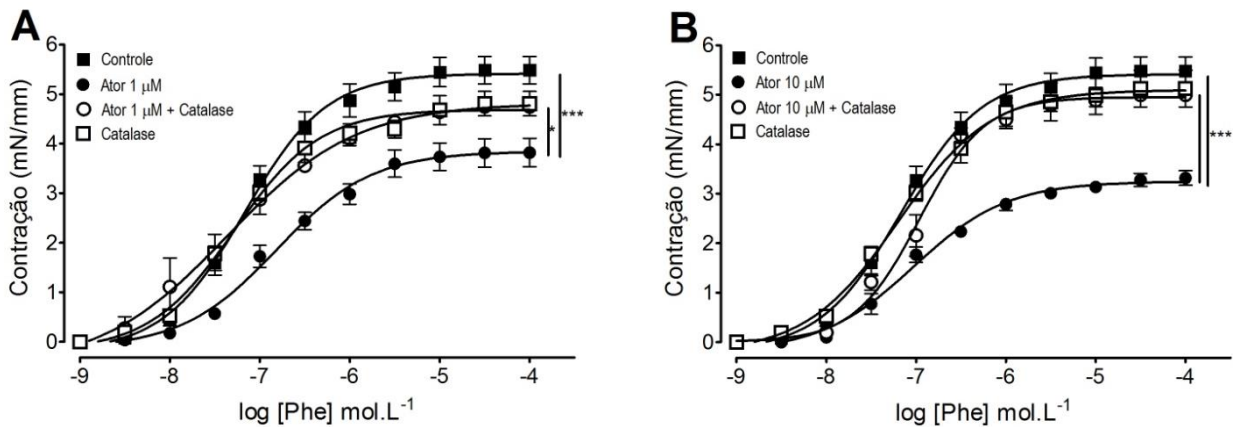 A
Contração (mN/mm)
6
5
4
3
2
1
0
Controle
Ator 1 μM
Ator 1 μM + Catalase
Catalase
*
***
-9 -8 -7 -6 -5 -4
log [Phe] mol.L⁻¹
B
Contração (mN/mm)
6
5
4
3
2
1
0
Controle
Ator 10 μM
Ator 10 μM + Catalase
Catalase
***
-9 -8 -7 -6 -5 -4
log [Phe] mol.L⁻¹